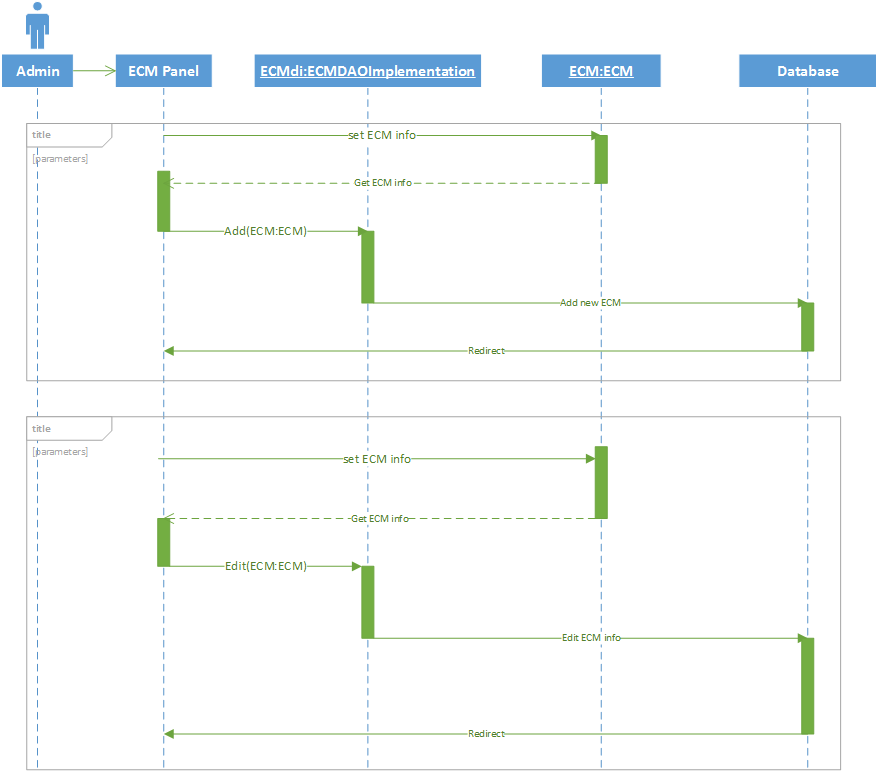 Admin
ECM Panel
ECMdi:ECMDAOImplementation
ECM:ECM
Database
title
[parameters]
set ECM info
Get ECM info
Add(ECM:ECM)
Add new ECM
Redirect
title
[parameters]
set ECM info
Get ECM info
Edit(ECM:ECM)
Edit ECM info
Redirect